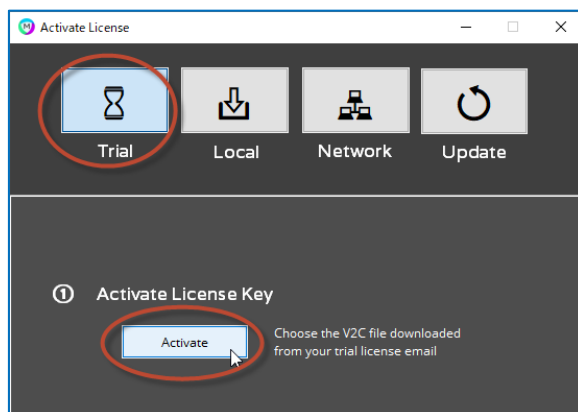 Activate License
Trial
Local
Network
Update
① Activate License Key
Activate
Choose the V2C file downloaded
from your trial license email